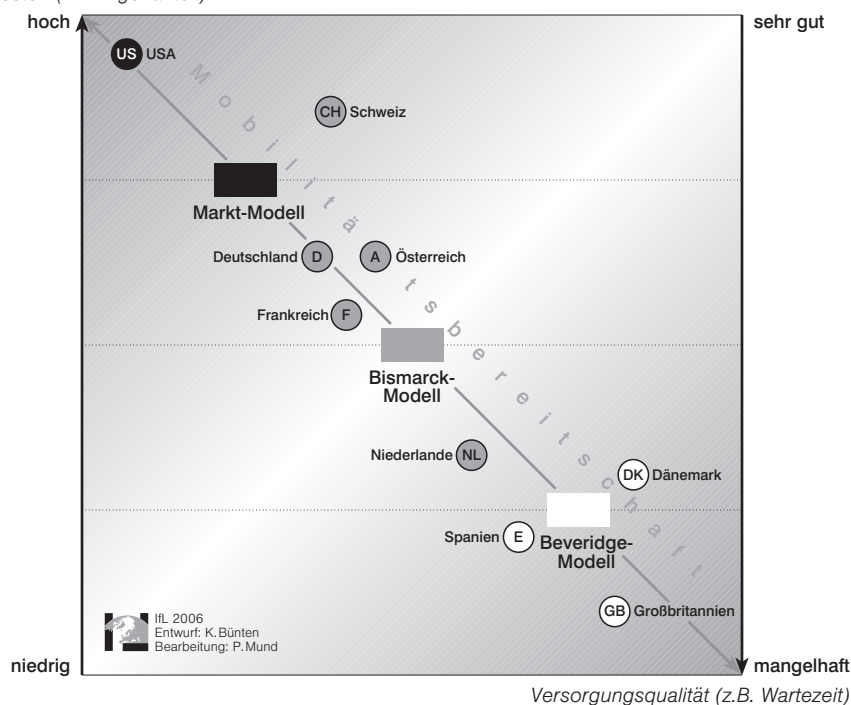 hoch
sehr gut
US USA
Mobilitätsbereitschaft
CH Schweiz
Markt-Modell
Deutschland D
A Österreich
Frankreich F
Bismarck-
Modell
Niederlande NL
DK Dänemark
Spanien E
Beveridge-
Modell
GB Großbritannien
IfL 2006
Entwurf: K. Bünten
Bearbeitung: P. Mund
niedrig
mangelhaft
Versorgungsqualität (z.B. Wartezeit)